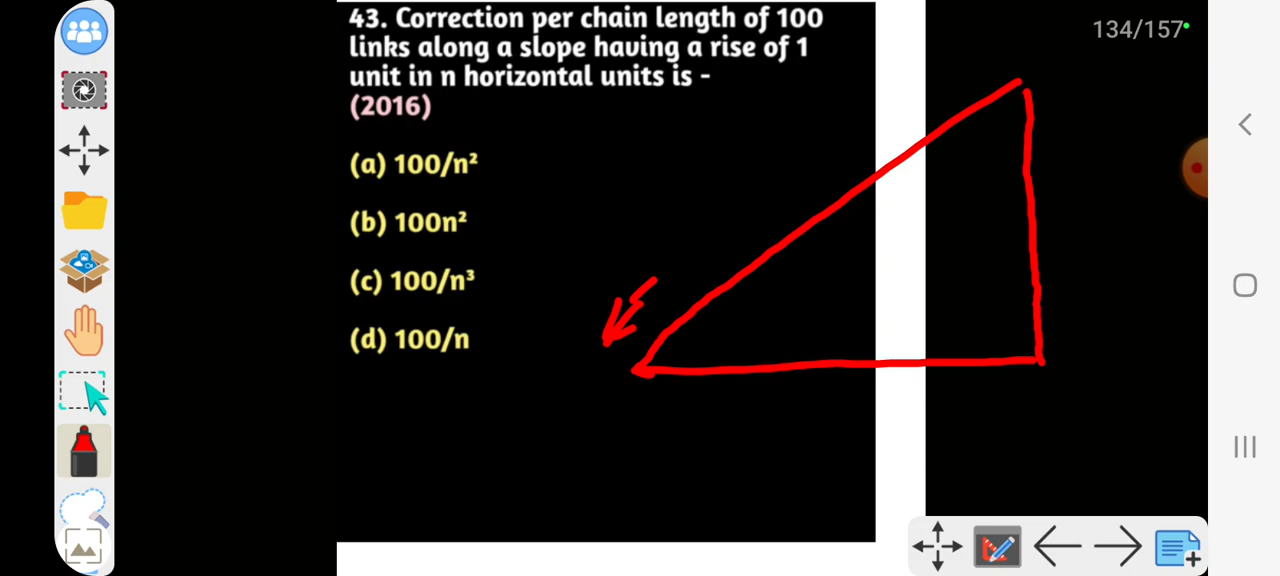 43. Correction per chain length of 100
links along a slope having a rise of 1
unit in n horizontal units is -
(2016)
(a) 100/n²
(b) 100n²
(c) 100/n³
(d) 100/n
134/157